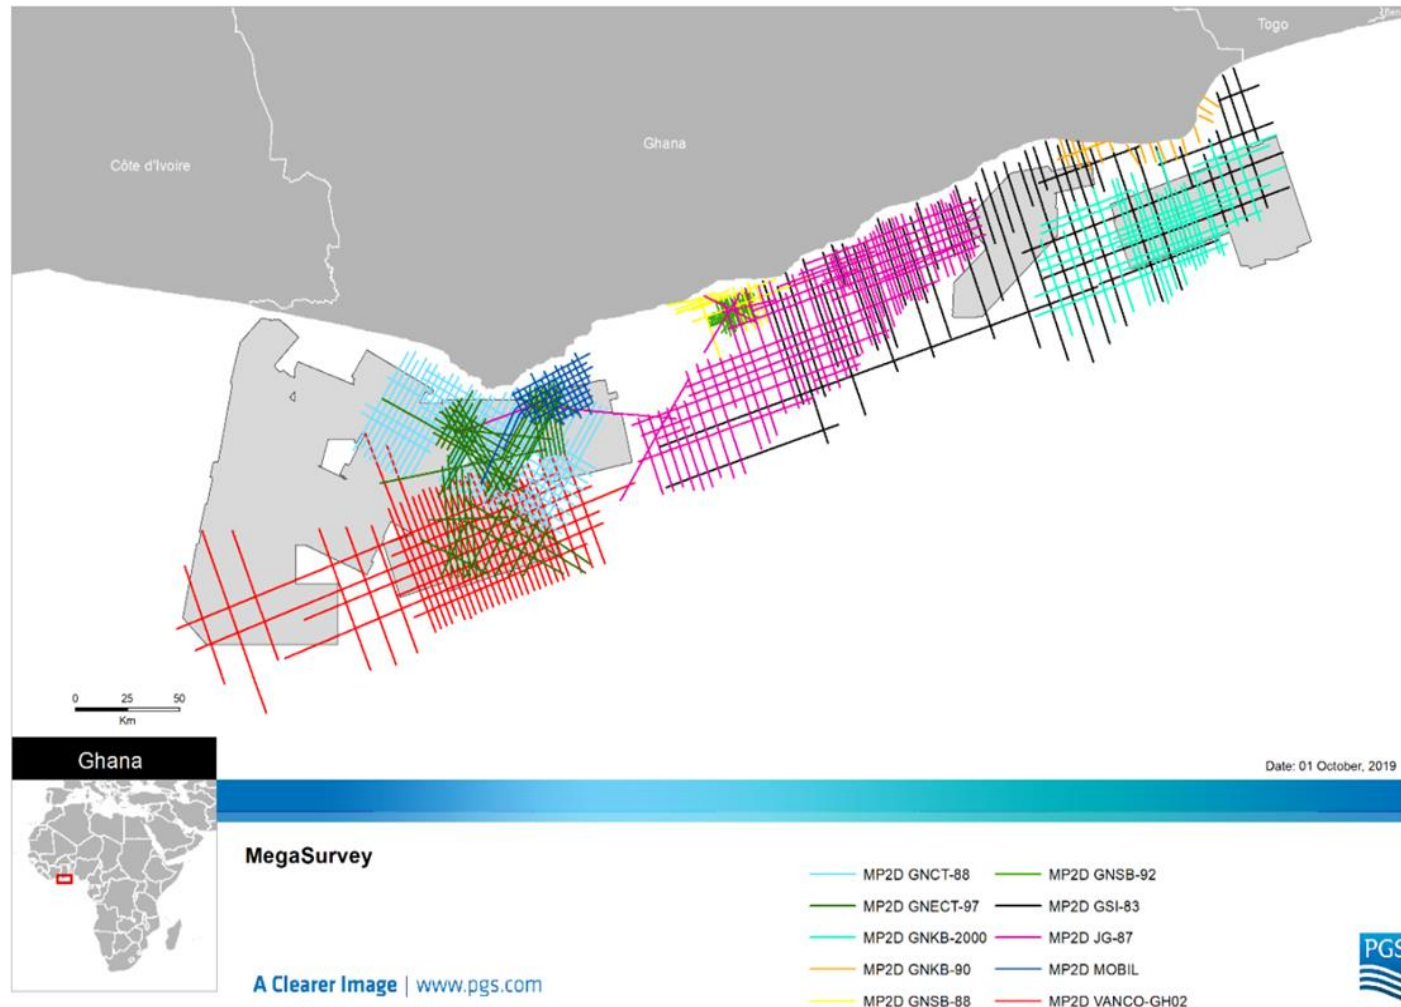 Togo
Ghana
Côte d'Ivoire
0 25 50
Km
Ghana
Date: 01 October, 2019
MegaSurvey
MP2D GNCT-88 MP2D GNSB-92
MP2D GNECT-97 MP2D GSI-83
MP2D GNKB-2000 MP2D JG-87
MP2D GNKB-90 MP2D MOBIL
MP2D GNSB-88 MP2D VANCO-GH02
A Clearer Image | www.pgs.com
PGS